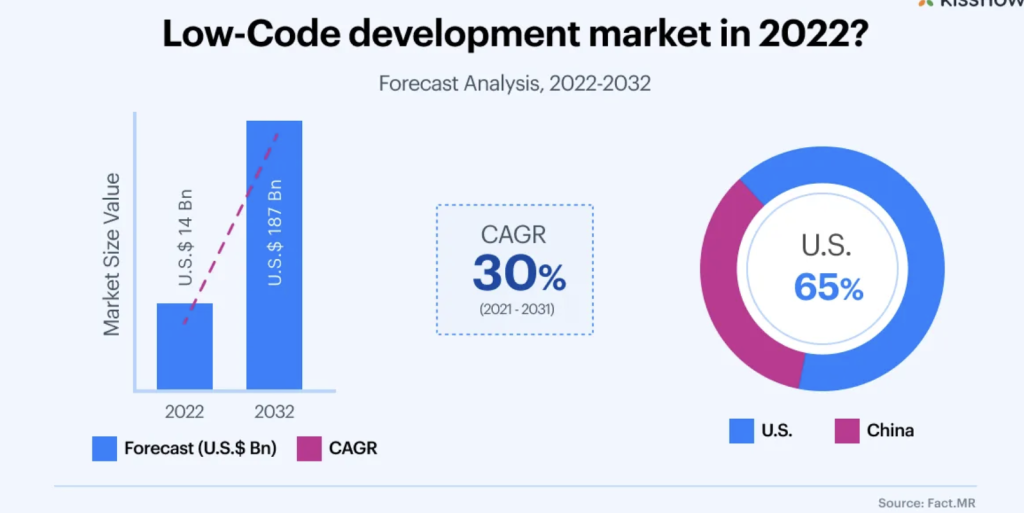 Low-Code development market in 2022?
Forecast Analysis, 2022-2032
Market Size Value
U.S.$ 14 Bn
U.S.$ 187 Bn
2022
2032
Forecast (U.S.$ Bn)
CAGR
CAGR
30%
(2021 - 2031)
U.S.
65%
U.S.
China
Source: Fact.MR